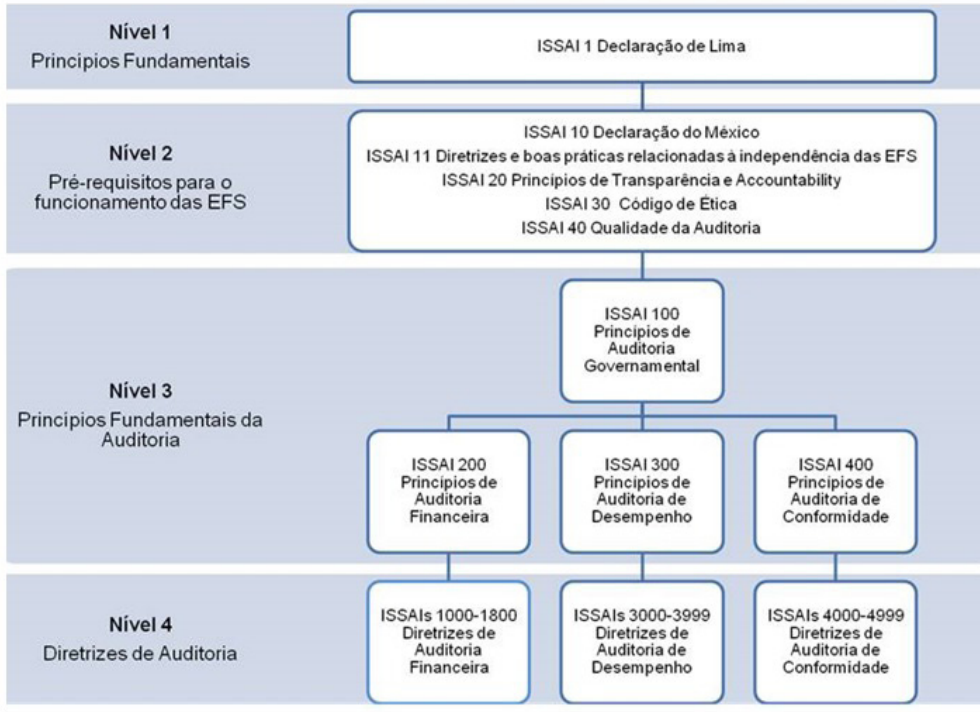 Nível 1
Princípios Fundamentais
ISSAI 1 Declaração de Lima
Nível 2
Pré-requisitos para o
funcionamento das EFS
ISSAI 10 Declaração do México
ISSAI 11 Diretrizes e boas práticas relacionadas à independência das EFS
ISSAI 20 Princípios de Transparência e Accountability
ISSAI 30 Código de Ética
ISSAI 40 Qualidade da Auditoria
Nível 3
Princípios Fundamentais da
Auditoria
ISSAI 100
Princípios de
Auditoria
Governamental
ISSAI 200
Princípios de
Auditoria
Financeira
ISSAI 300
Princípios de
Auditoria de
Desempenho
ISSAI 400
Princípios de
Auditoria de
Conformidade
Nível 4
Diretrizes de Auditoria
ISSAIs 1000-1800
Diretrizes de
Auditoria
Financeira
ISSAIs 3000-3999
Diretrizes de
Auditoria de
Desempenho
ISSAIs 4000-4999
Diretrizes de
Auditoria de
Conformidade